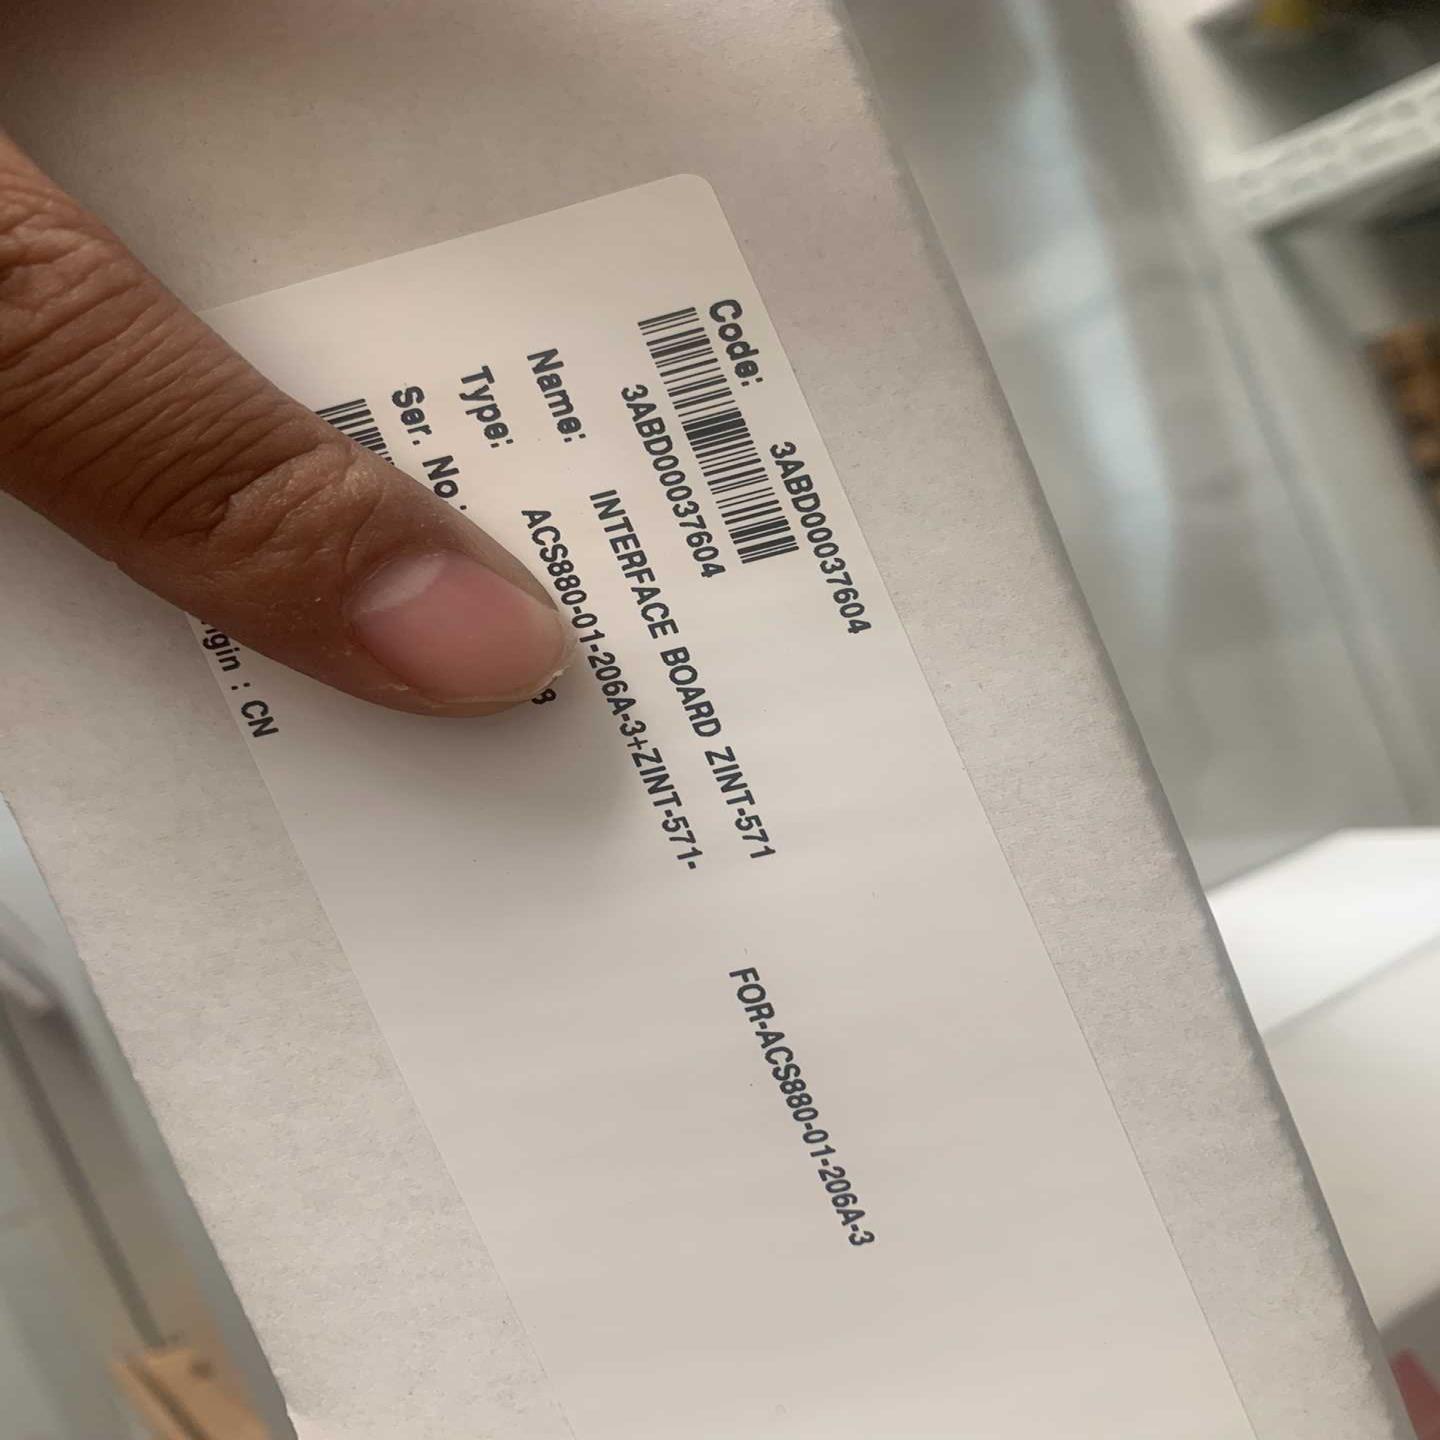 Code: 3ABD00037604
3ABD00037604
Name: INTERFACE BOARD ZINT-571 FOR-ACS880-01-206A-3
Type: ACS880-01-206A-3+ZINT-571-
Ser. No.
: CN